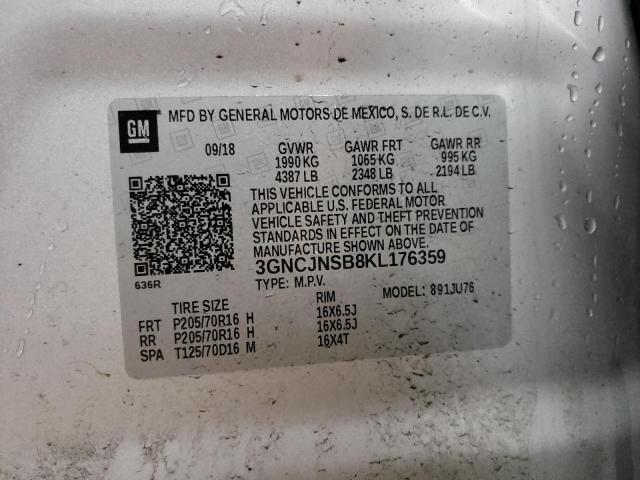 GM MFD BY GENERAL MOTORS DE MEXICO, S. DE R.L. DE C.V.
09/18 GVWR GAWR FRT GAWR RR
1990 KG 1065 KG 995 KG
4387 LB 2348 LB 2194 LB
THIS VEHICLE CONFORMS TO ALL
APPLICABLE U.S. FEDERAL MOTOR
VEHICLE SAFETY AND THEFT PREVENTION
STANDARDS IN EFFECT ON THE DATE OF
MANUFACTURE SHOWN ABOVE.
3GNCJNSB8KL176359
636R TYPE: M.P.V. MODEL: 891JU76
TIRE SIZE RIM
FRT P205/70R16 H 16X6.5J
RR P205/70R16 H 16X6.5J
SPA T125/70D16 M 16X4T